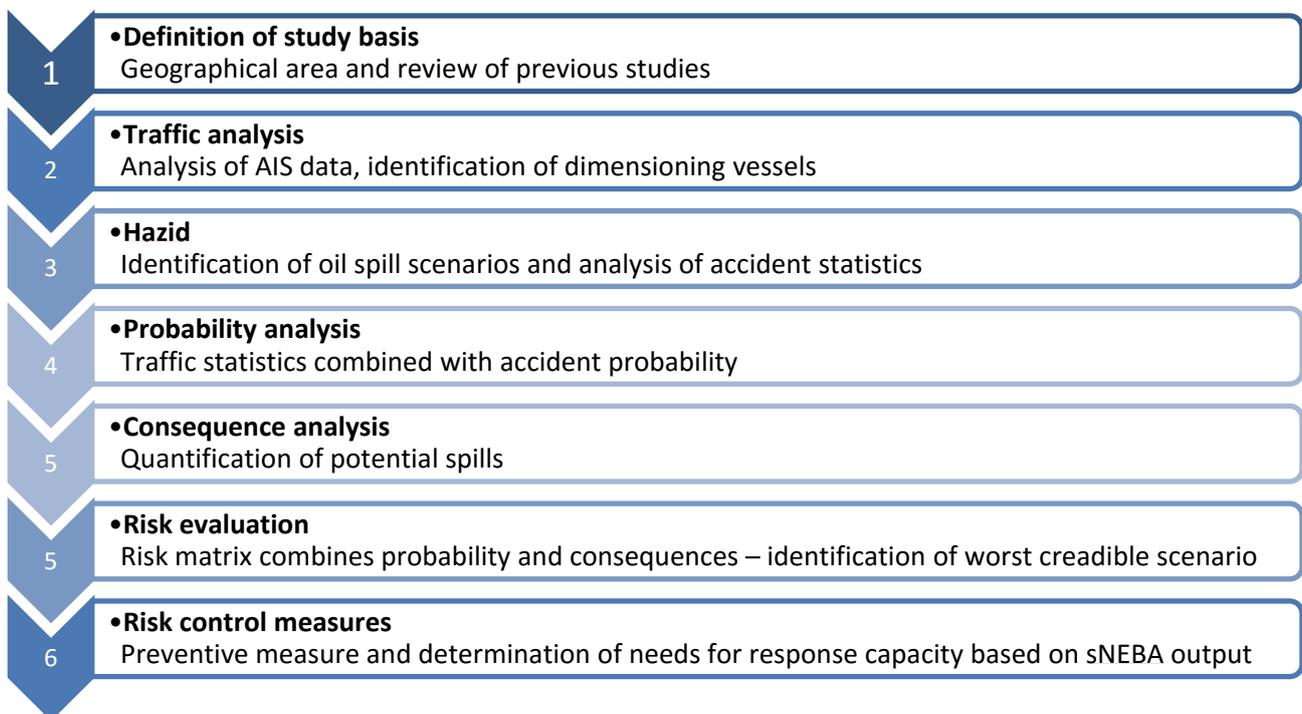 1
•Definition of study basis
Geographical area and review of previous studies
2
•Traffic analysis
Analysis of AIS data, identification of dimensioning vessels
3
•Hazid
Identification of oil spill scenarios and analysis of accident statistics
4
•Probability analysis
Traffic statistics combined with accident probability
5
•Consequence analysis
Quantification of potential spills
5
•Risk evaluation
Risk matrix combines probability and consequences – identification of worst creadible scenario
6
•Risk control measures
Preventive measure and determination of needs for response capacity based on sNEBA output